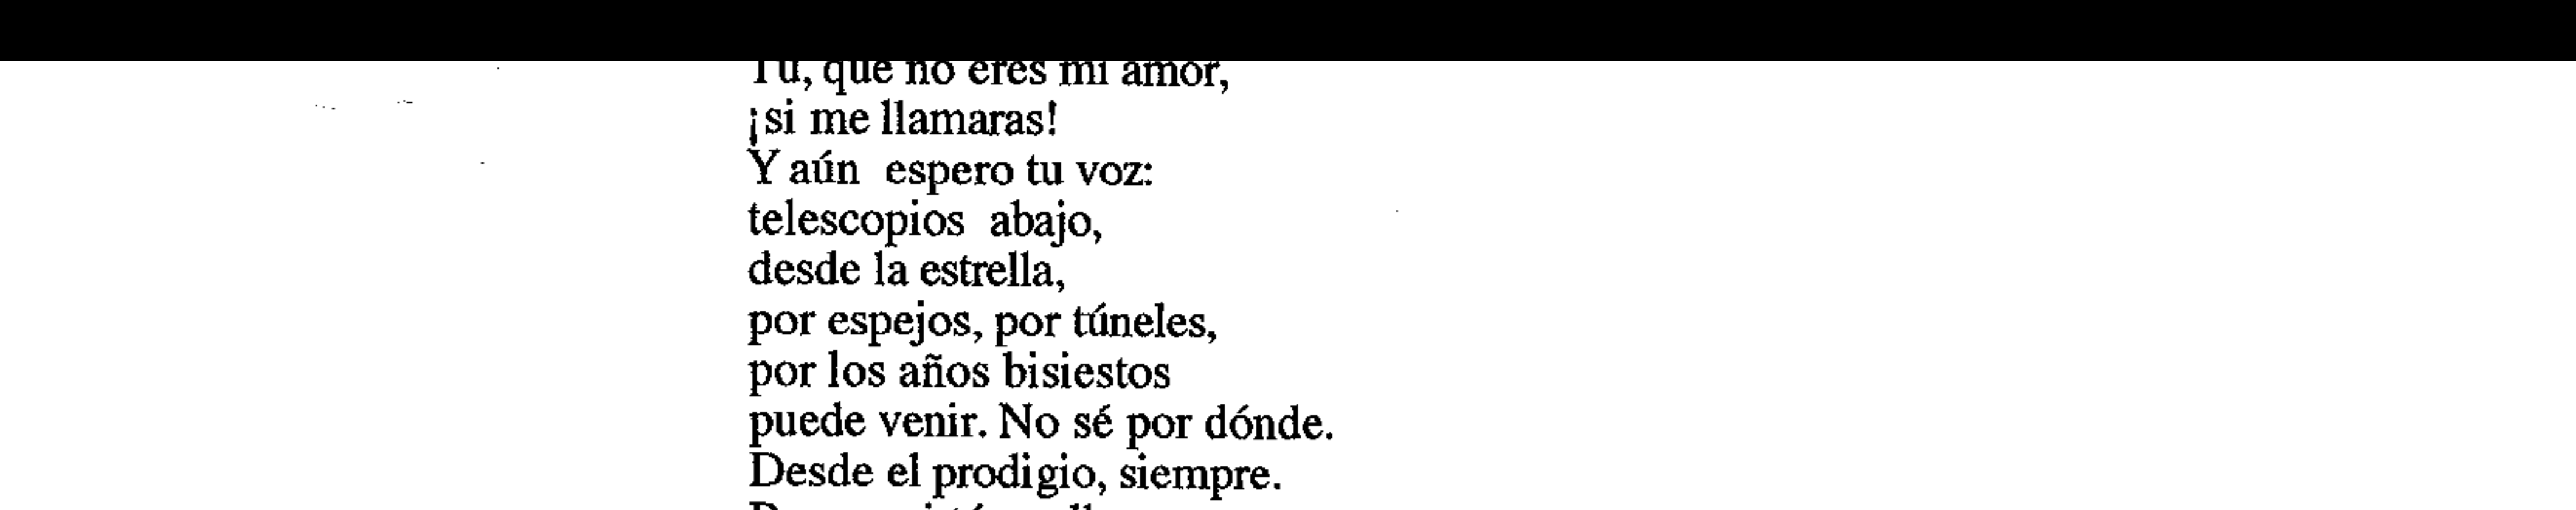 Tú, que no eres mi amor,
¡si me llamaras!
Y aún espero tu voz:
telescopios abajo,
desde la estrella,
por espejos, por túneles,
por los años bisiestos
puede venir. No sé por dónde.
Desde el prodigio, siempre.